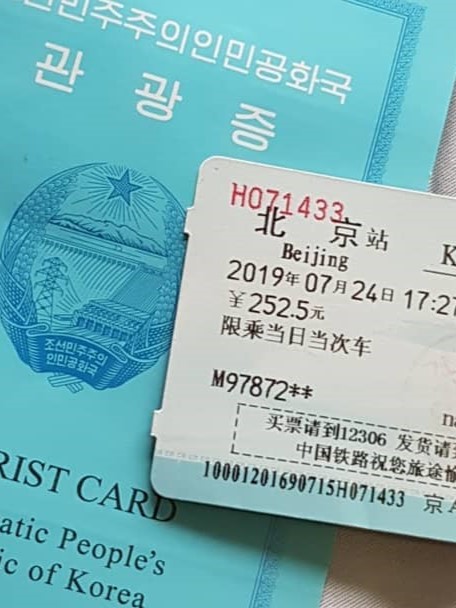 민주주의인민공화국
관광증
조선민주주의
인민공화국
RIST CARD
atic People's
ic of Korea
H071433
北京站 K
Beijing
2019年07月24日 17:27
￥252.5元
限乘当日当次车
M97872**
na
买票请到12306 发货请
中国铁路祝您旅途愉
10001201690715H071433 京A